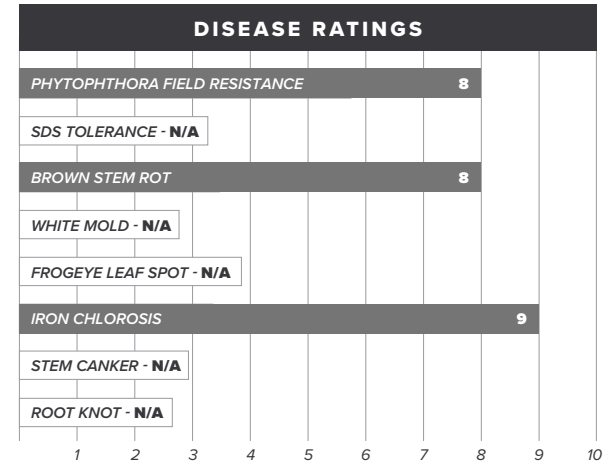 DISEASE RATINGS
PHYTOPHTHORA FIELD RESISTANCE 8
SDS TOLERANCE - N/A
BROWN STEM ROT 8
WHITE MOLD - N/A
FROGEYE LEAF SPOT - N/A
IRON CHLOROSIS 9
STEM CANKER - N/A
ROOT KNOT - N/A
1 2 3 4 5 6 7 8 9 10